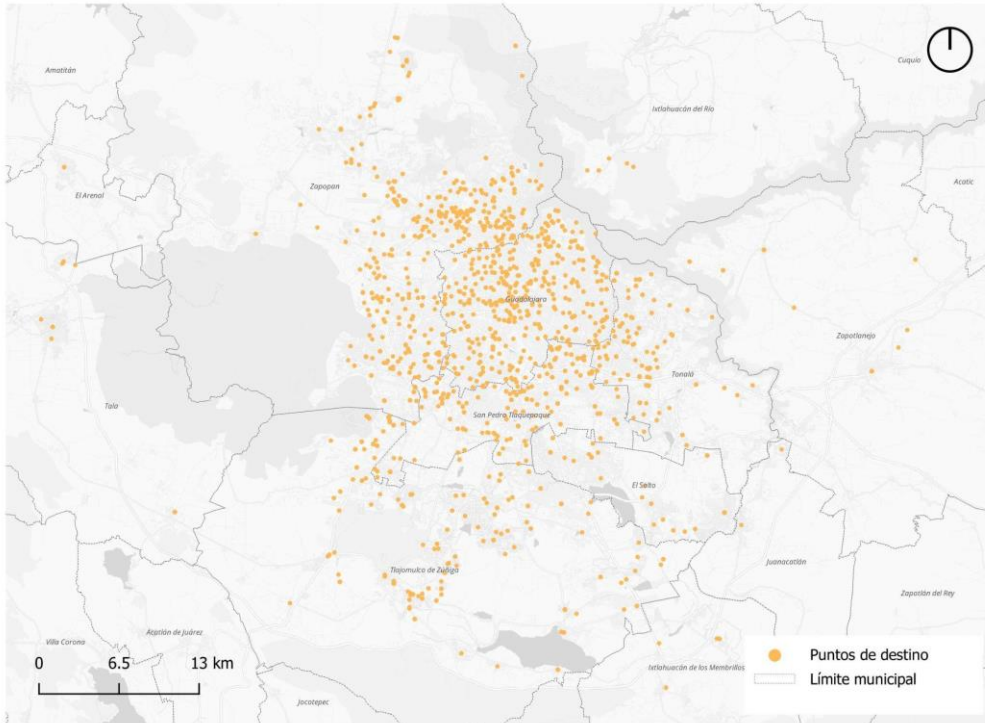 Cuquío
Amatitán
Ixtlahuacán del Río
Acatic
Zapopan
El Arenal
Guadalajara
Zapotlanejo
Tonalá
Tala
San Pedro Tlaquepaque
El Salto
Juanacatlán
Tlajomulco de Zúñiga
Zapotlán del Rey
Acatlán de Juárez
Villa Corona
Puntos de destino
0 6.5 13 km
Ixtlahuacán de los Membrillos
Límite municipal
Jocotepec